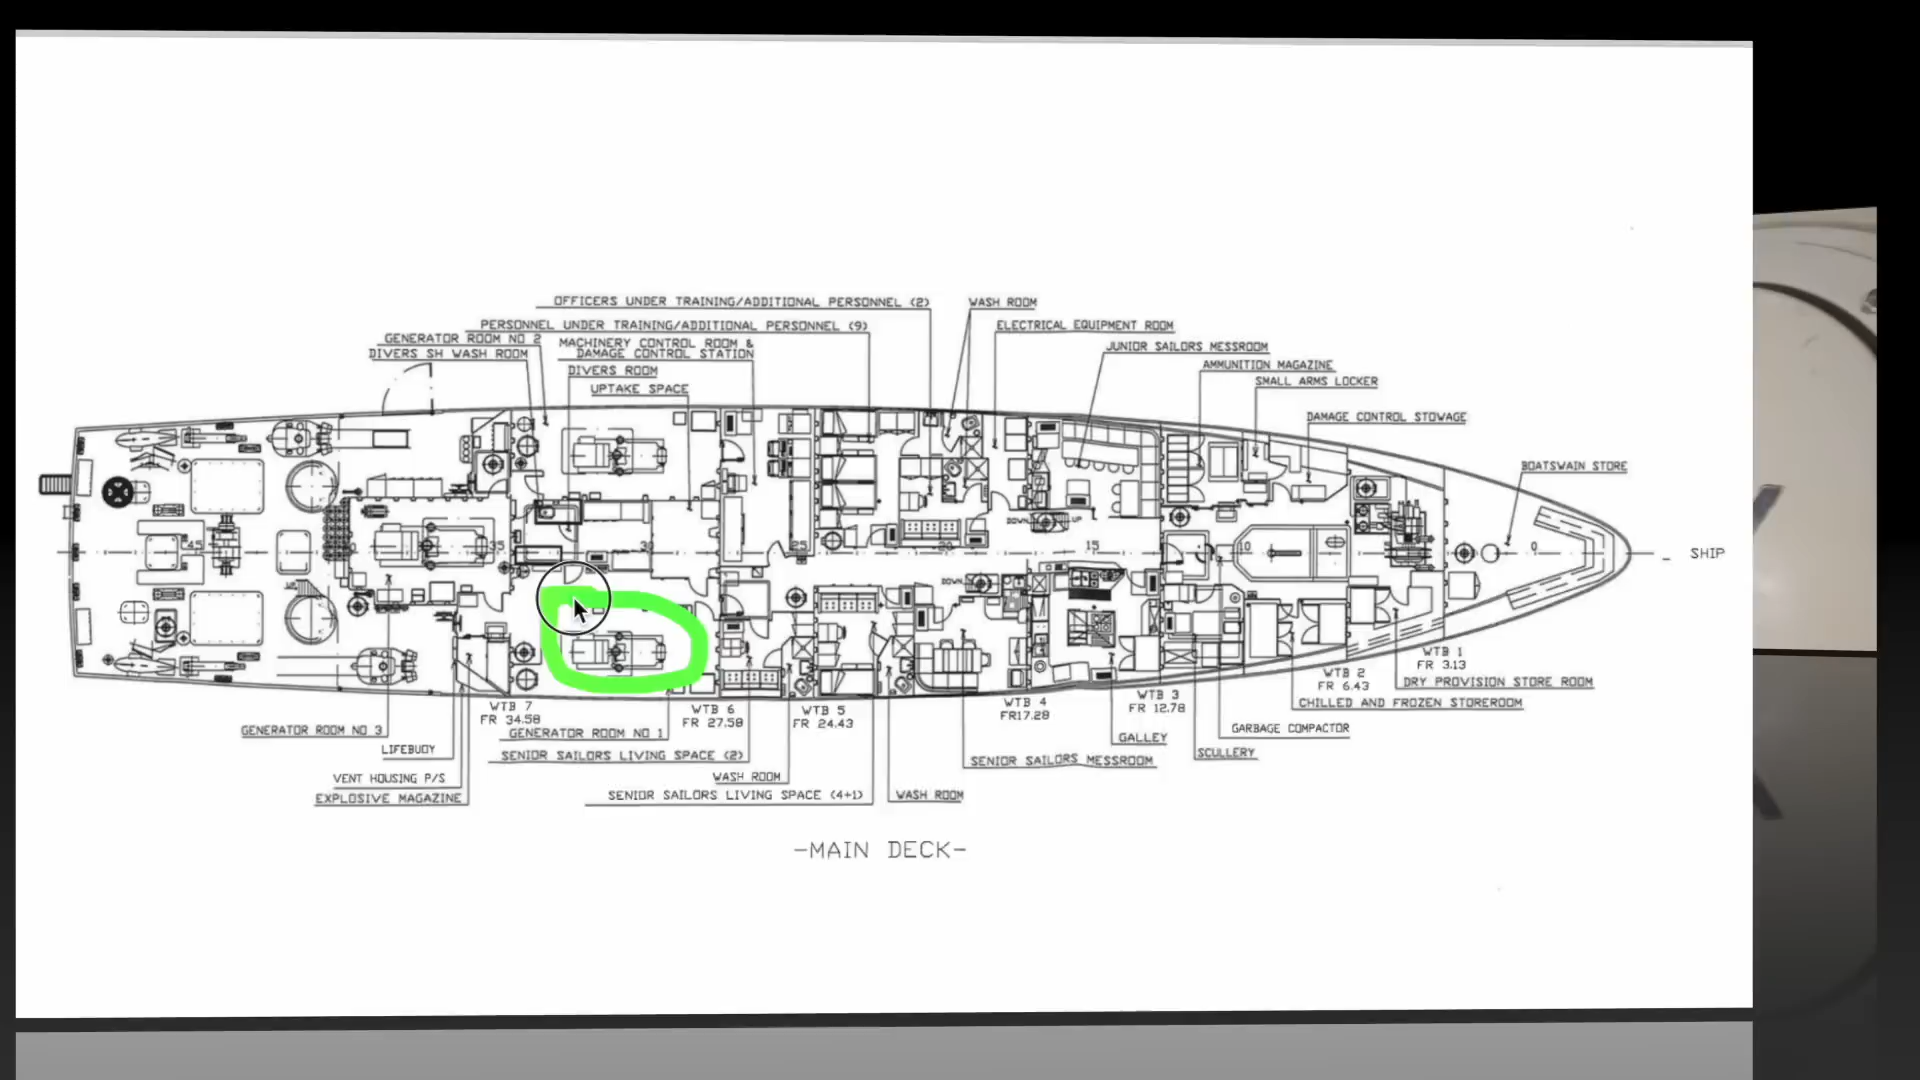 OFFICERS UNDER TRAINING/ADDITIONAL PERSONNEL (2)
WASH ROOM
PERSONNEL UNDER TRAINING/ADDITIONAL PERSONNEL (9)
ELECTRICAL EQUIPMENT ROOM
GENERATOR ROOM NO 2
MACHINERY CONTROL ROOM &
DAMAGE CONTROL STATION
JUNIOR SAILORS MESSROOM
DIVERS SH WASH ROOM
AMMUNITION MAGAZINE
DIVERS ROOM
SMALL ARMS LOCKER
UPTAKE SPACE
DAMAGE CONTROL STOWAGE
BOATSWAIN STORE
DOWN
UP
45
35
30
25
20
15
10
0
SHIP
DOWN
UP
WTB 1
FR 3.13
WTB 2
FR 6.43
DRY PROVISION STORE ROOM
WTB 3
FR 12.78
WTB 4
FR17.28
WTB 5
FR 24.43
WTB 6
FR 27.58
WTB 7
FR 34.58
CHILLED AND FROZEN STOREROOM
GENERATOR ROOM NO 3
GENERATOR ROOM NO 1
GARBAGE COMPACTOR
GALLEY
LIFEBUOY
SENIOR SAILORS LIVING SPACE (2)
SCULLERY
SENIOR SAILORS MESSROOM
VENT HOUSING P/S
WASH ROOM
EXPLOSIVE MAGAZINE
SENIOR SAILORS LIVING SPACE (4+1)
WASH ROOM
-MAIN DECK-